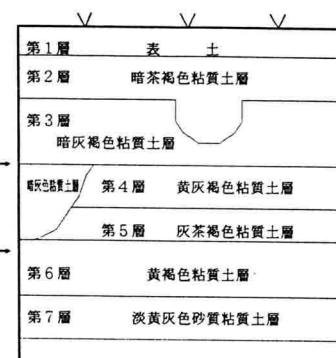 第1層 表土
第2層 暗茶褐色粘質土層
第3層
暗灰褐色粘質土層
暗灰色粘質土層 第4層 黄灰褐色粘質土層
第5層 灰茶褐色粘質土層
第6層 黄褐色粘質土層
第7層 淡黄灰色砂質粘質土層